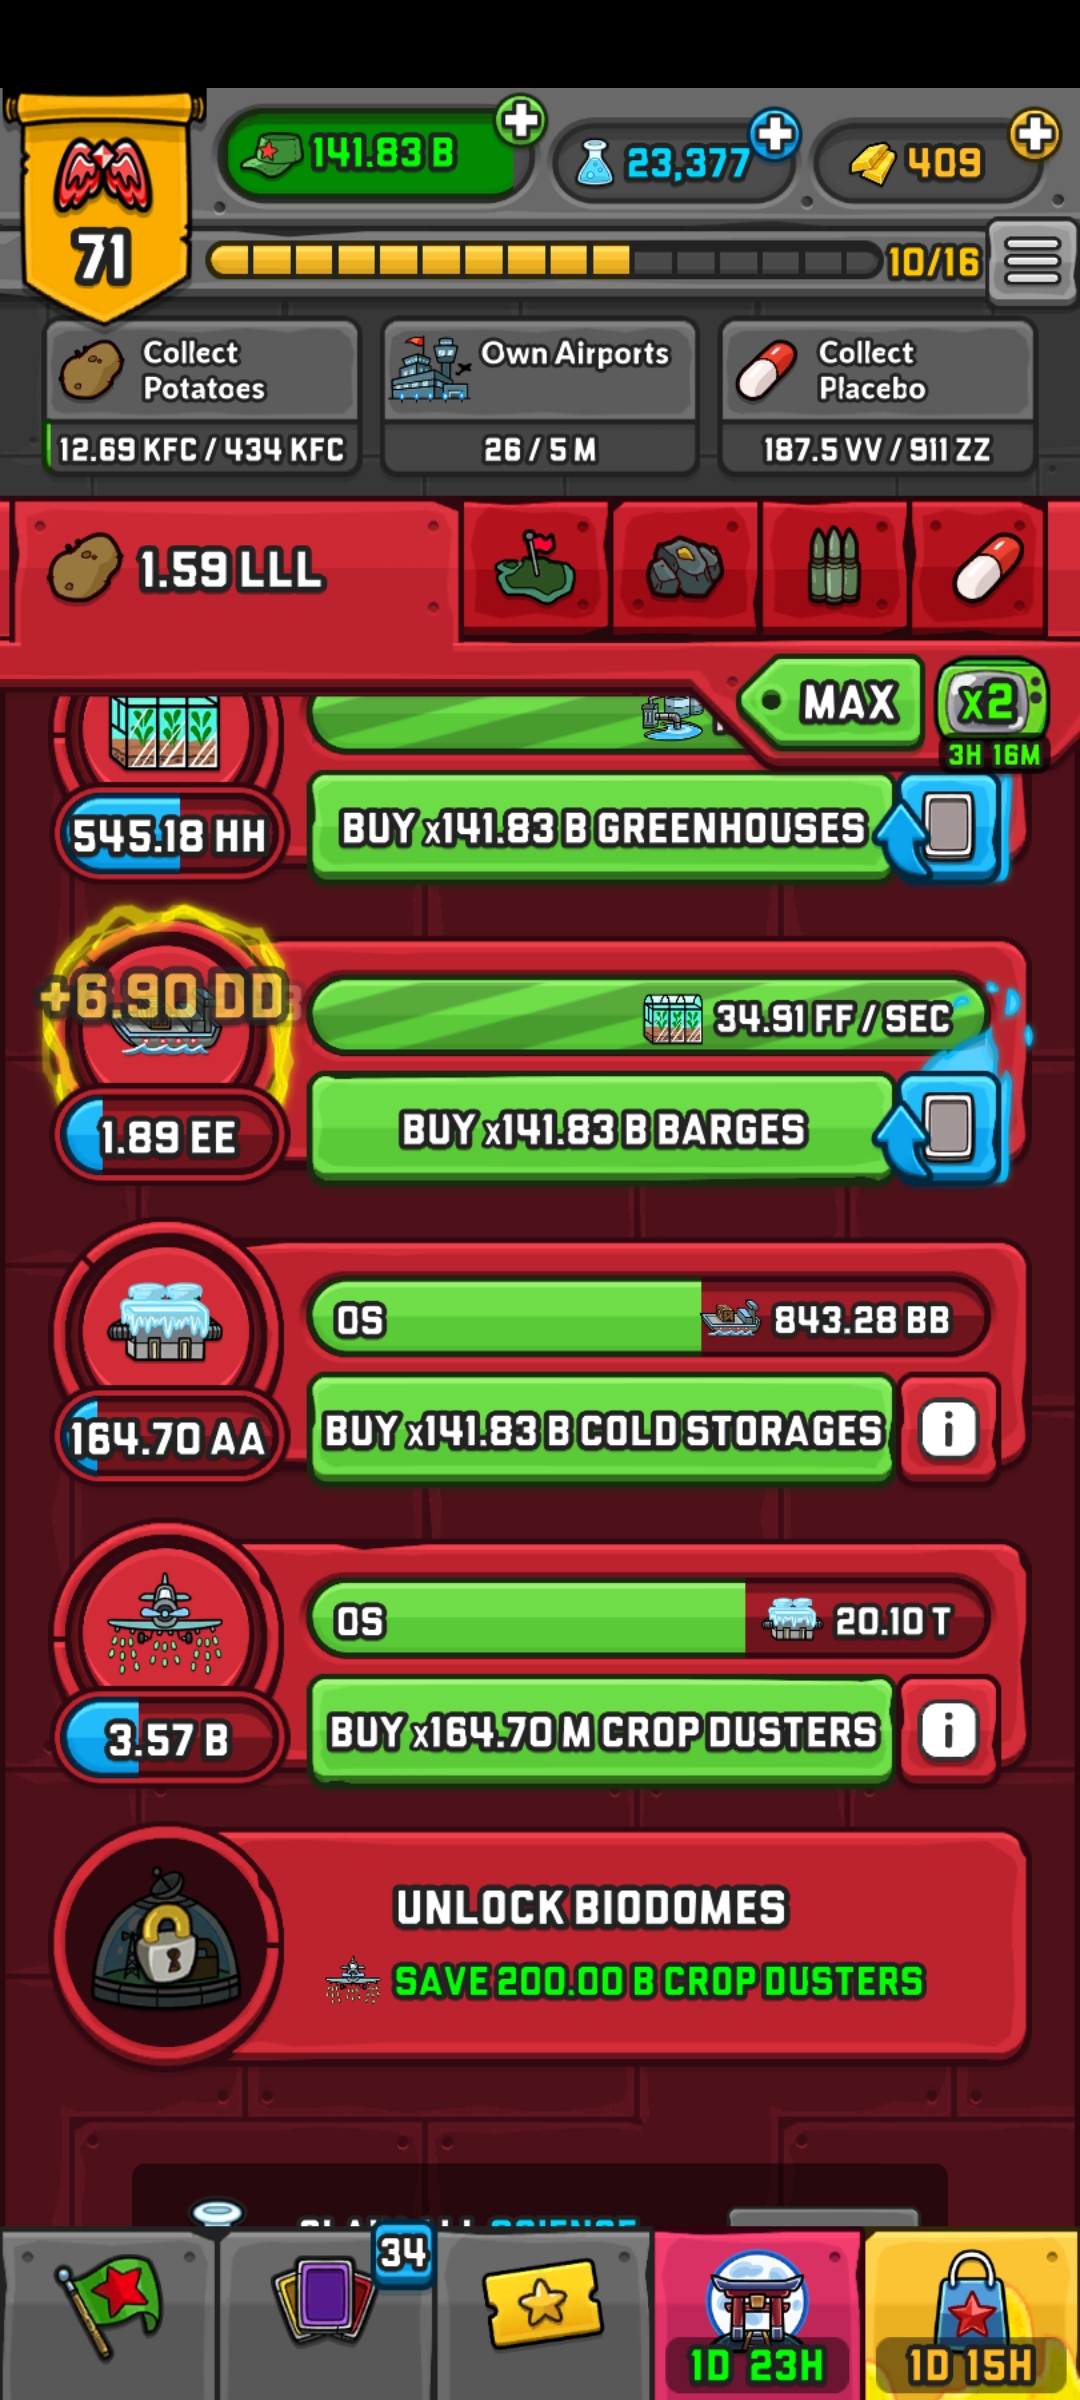 141.83 B
23,377
409
71
10/16
Collect
Potatoes
12.69 KFC / 434 KFC
Own Airports
26 / 5 M
Collect
Placebo
187.5 VV / 911 ZZ
1.59 LLL
MAX
x2
3H 16M
545.18 HH
BUY x141.83 B GREENHOUSES
+6.90 DD
34.91 FF / SEC
1.89 EE
BUY x141.83 B BARGES
0S
843.28 BB
164.70 AA
BUY x141.83 B COLD STORAGES
i
0S
20.10 T
3.57 B
BUY x164.70 M CROP DUSTERS
i
UNLOCK BIODOMES
SAVE 200.00 B CROP DUSTERS
34
1D 23H
1D 15H